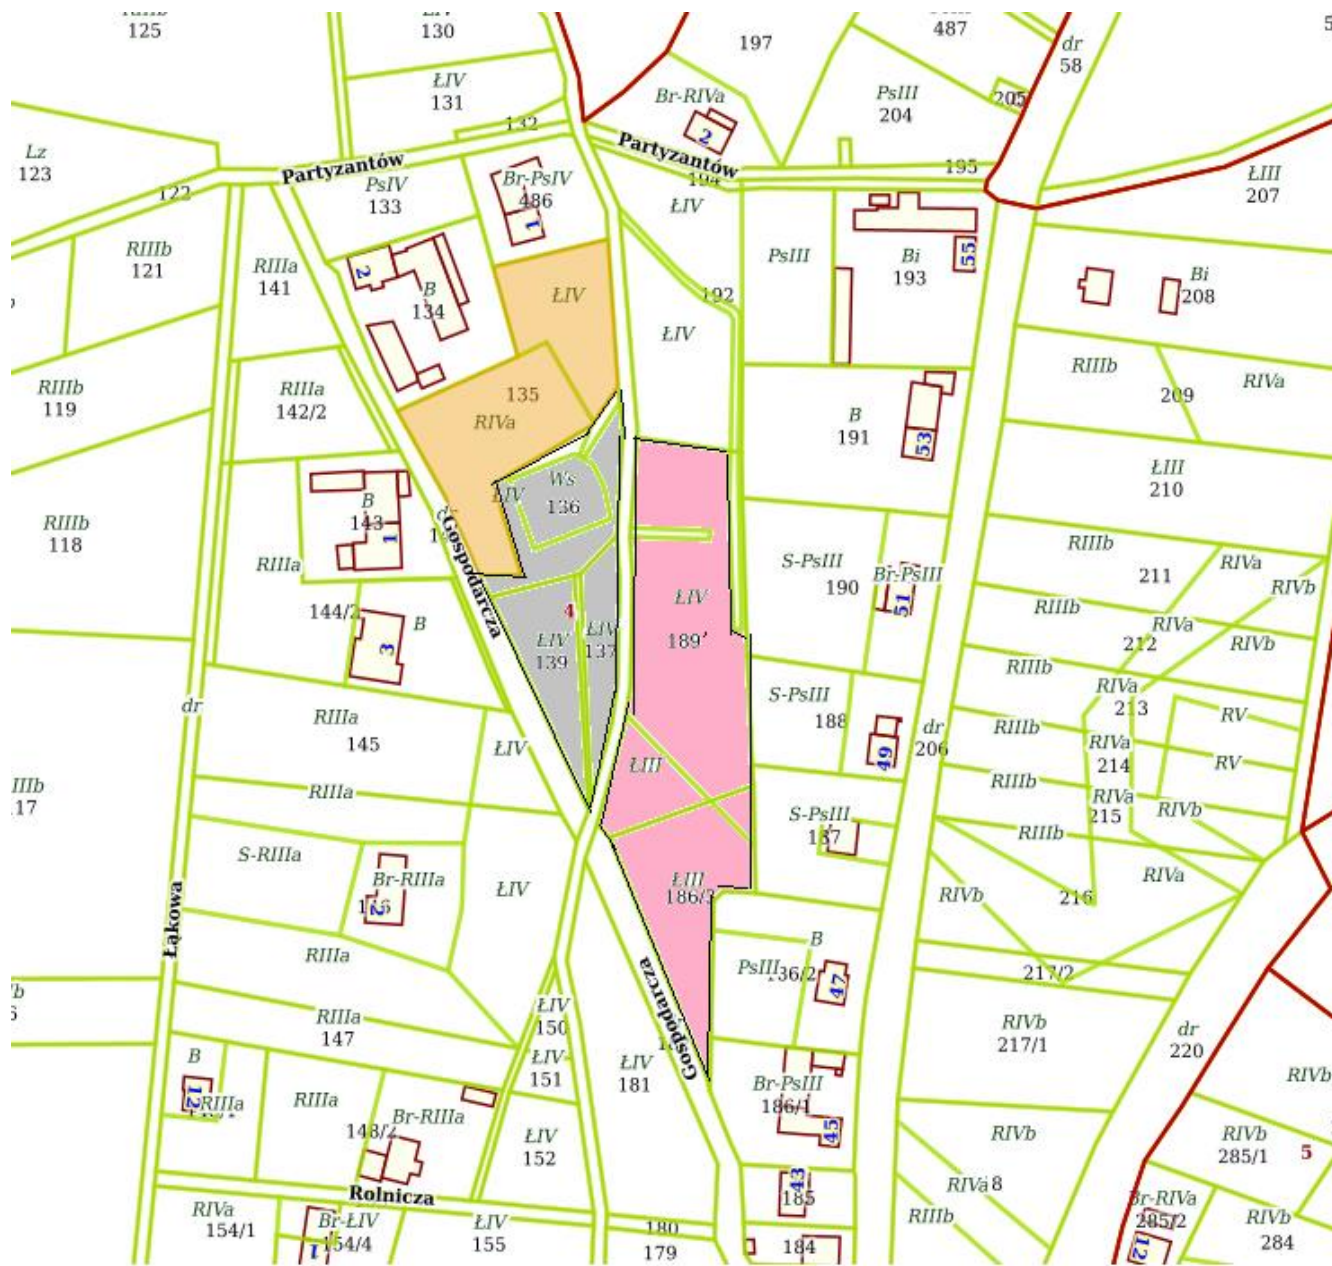 125
130
197
487
dr
58
ŁIV
131
Br-RIVa
2
PsIII
204
205
132
Lz
123
Partyzantów
Partyzantów
122
PsIV
133
Br-PsIV
486
1
194
195
ŁIII
207
ŁIV
RIIIb
121
RIIIa
141
2
B
134
ŁIV
192
PsIII
Bi
193
55
Bi
208
ŁIV
RIIIb
119
RIIIa
142/2
135
RIVa
B
191
53
RIIIb
209
RIVa
ŁIII
210
Ws
136
ŁIV
RIIIb
118
B
143
1
RIIIa
Gospodarcza
S-PsIII
190
Br-PsIII
51
RIIIb
211
RIVa
RIVb
144/2
B
3
4
ŁIV
139
ŁIV
137
ŁIV
189
RIIIb
RIVa
212
RIVb
RIIIb
RIVa
213
RV
dr
RIIIa
145
ŁIV
ŁIII
S-PsIII
188
49
dr
206
RIIIb
RIVa
214
RV
RIIIb
RIVa
215
RIVb
RIIIa
S-PsIII
187
RIIIb
S-RIIIa
Br-RIIIa
2
ŁIV
ŁIII
186/3
RIVb
216
RIVa
Łąkowa
RIIIa
B
PsIII
47
217/2
Gospodarcza
RIIIa
147
ŁIV
150
ŁIV
151
ŁIV
181
RIVb
217/1
dr
220
RIVb
B
12
RIIIa
RIIIa
Br-RIIIa
148/2
Br-PsIII
186/1
45
ŁIV
152
RIVb
RIVb
285/1
5
43
185
RIVa
RIIIb
Rolnicza
RIVa
154/1
Br-ŁIV
154/4
1
ŁIV
155
180
179
184
Br-RIVa
285/2
12
RIVb
284